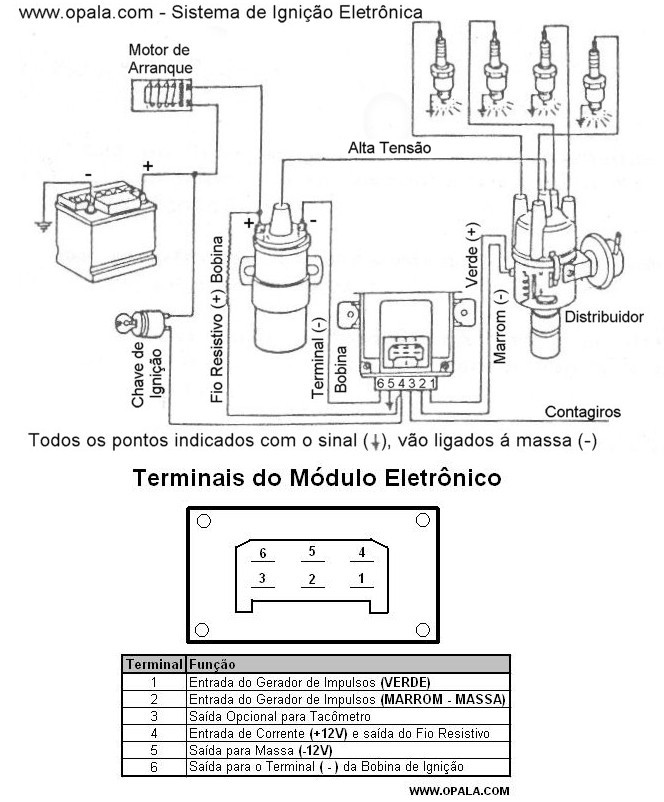 www.opala.com - Sistema de Ignição Eletrônica
Motor de
Arranque
Alta Tensão
-
+
+
-
Fio Resistivo (+) Bobina
Terminal (-)
Bobina
Verde (+)
Marrom (-)
Distribuidor
Chave de
Ignição
6 5 4 3 2 1
Contagiros
Todos os pontos indicados com o sinal (↓), vão ligados á massa (-)
Terminais do Módulo Eletrônico
6 5 4
3 2 1
Terminal Função
1 Entrada do Gerador de Impulsos (VERDE)
2 Entrada do Gerador de Impulsos (MARROM - MASSA)
3 Saída Opcional para Tacômetro
4 Entrada de Corrente (+12V) e saída do Fio Resistivo
5 Saída para Massa (-12V)
6 Saída para o Terminal ( - ) da Bobina de Ignição
WWW.OPALA.COM